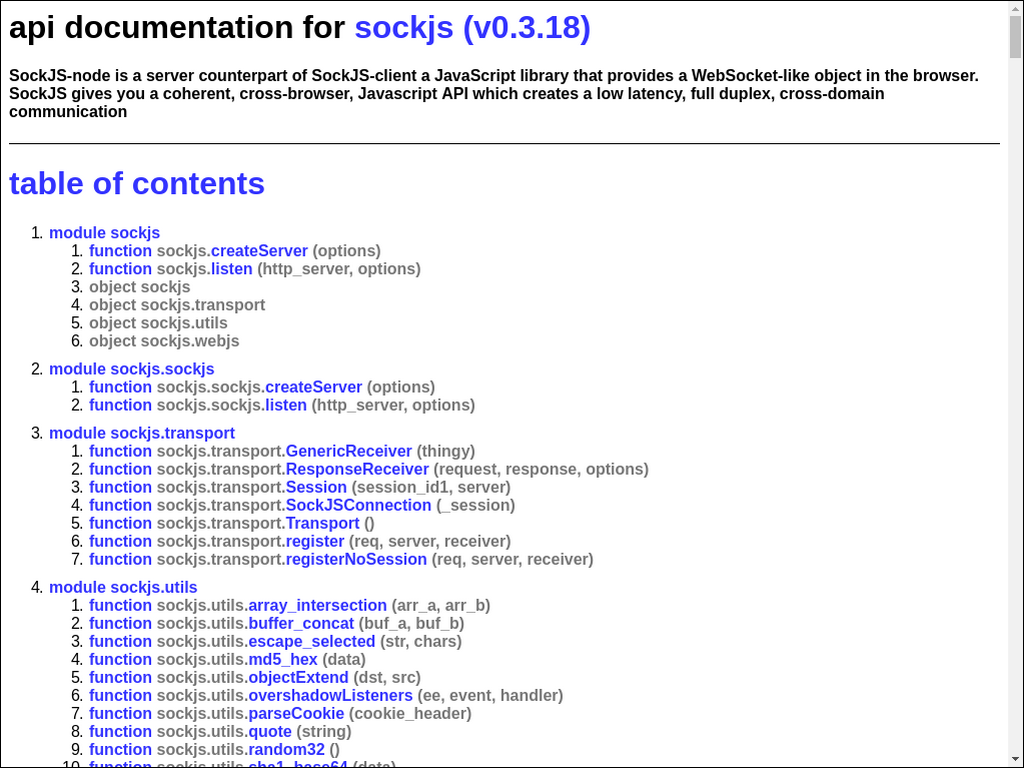 api documentation for sockjs (v0.3.18)
SockJS-node is a server counterpart of SockJS-client a JavaScript library that provides a WebSocket-like object in the browser.
SockJS gives you a coherent, cross-browser, Javascript API which creates a low latency, full duplex, cross-domain
communication
table of contents
1. module sockjs
1. function sockjs.createServer (options)
2. function sockjs.listen (http_server, options)
3. object sockjs
4. object sockjs.transport
5. object sockjs.utils
6. object sockjs.webjs
2. module sockjs.sockjs
1. function sockjs.sockjs.createServer (options)
2. function sockjs.sockjs.listen (http_server, options)
3. module sockjs.transport
1. function sockjs.transport.GenericReceiver (thingy)
2. function sockjs.transport.ResponseReceiver (request, response, options)
3. function sockjs.transport.Session (session_id1, server)
4. function sockjs.transport.SockJSConnection (_session)
5. function sockjs.transport.Transport ()
6. function sockjs.transport.register (req, server, receiver)
7. function sockjs.transport.registerNoSession (req, server, receiver)
4. module sockjs.utils
1. function sockjs.utils.array_intersection (arr_a, arr_b)
2. function sockjs.utils.buffer_concat (buf_a, buf_b)
3. function sockjs.utils.escape_selected (str, chars)
4. function sockjs.utils.md5_hex (data)
5. function sockjs.utils.objectExtend (dst, src)
6. function sockjs.utils.overshadowListeners (ee, event, handler)
7. function sockjs.utils.parseCookie (cookie_header)
8. function sockjs.utils.quote (string)
9. function sockjs.utils.random32 ()
10. function sockjs.utils.sha1_base64 (data)